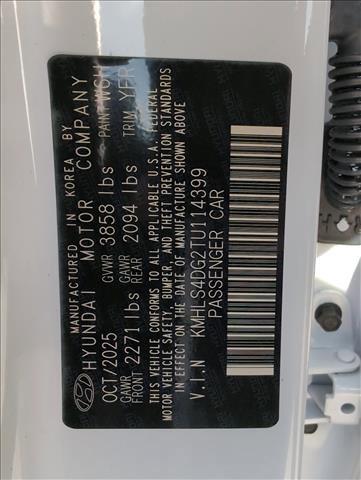 MANUFACTURED IN KOREA BY
HYUNDAI MOTOR COMPANY
OCT/2025 GVWR 3858 lbs PAINT WGH
GAWR FRONT 2271 lbs GAWR REAR 2094 lbs TRIM YFR
THIS VEHICLE CONFORMS TO ALL APPLICABLE U.S.A. FEDERAL
MOTOR VEHICLE SAFETY, BUMPER, AND THEFT PREVENTION STANDARDS
IN EFFECT ON THE DATE OF MANUFACTURE SHOWN ABOVE
V.I.N KMHLS4DG2TU114399
PASSENGER CAR